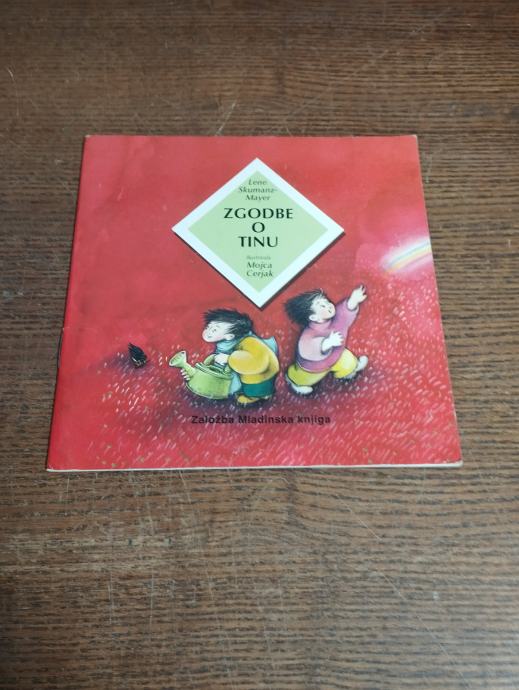 Lene
Skumanz-
Mayer
ZGODBE
O
TINU
Ilustrirala
Mojca
Cerjak
Založba Mladinska knjiga